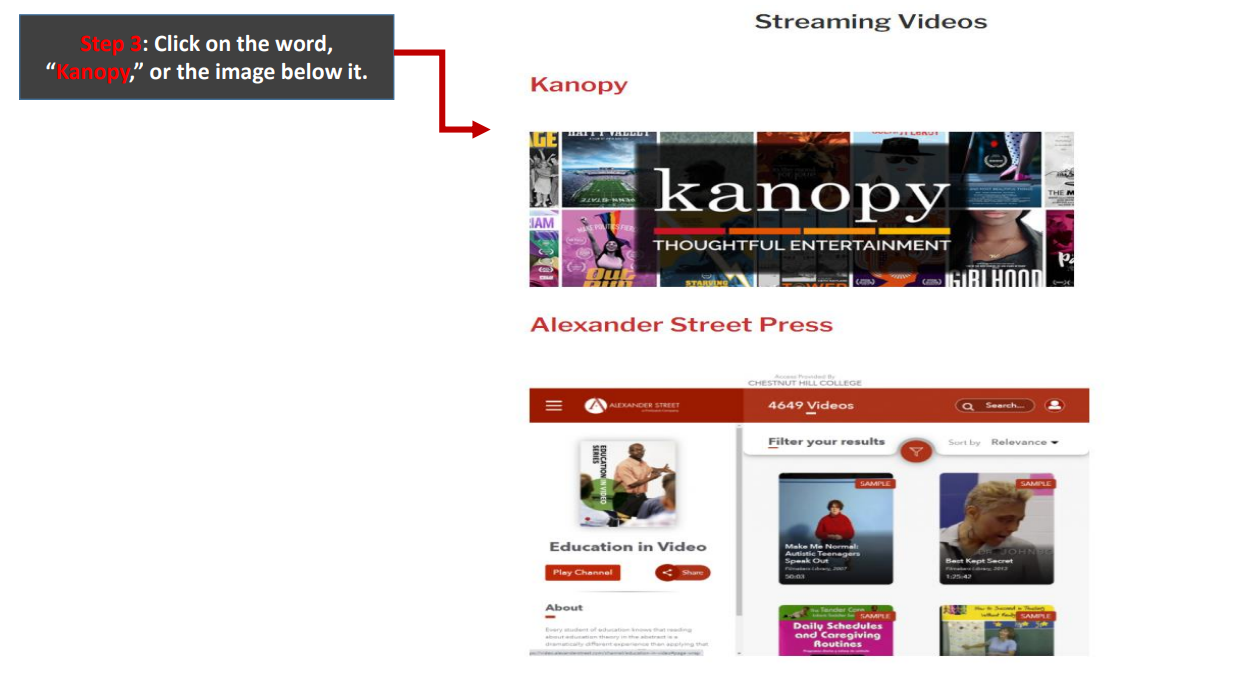 Streaming Videos
Step 3: Click on the word,
“Kanopy,” or the image below it.
Kanopy
HAPPY VALLEY
kanopy
THOUGHTFUL ENTERTAINMENT
IAM
STARVING
TOWER
GIRLHOOD
Alexander Street Press
Access Provided By
CHESTNUT HILL COLLEGE
ALEXANDER STREET
4649 Videos
Search...
Filter your results
Sort by Relevance
EDUCATION IN VIDEO
SERIES
SAMPLE
SAMPLE
Make Me Normal:
Autistic Teenagers
Speak Out
Filmakers Library, 2007
50:03
Best Kept Secret
Filmakers Library, 2013
1:25:42
Education in Video
Play Channel
Share
About
Every student of education knows that reading
about education theory in the abstract is a
dramatically different experience than applying that
SAMPLE
Daily Schedules
and Caregiving
Routines
SAMPLE